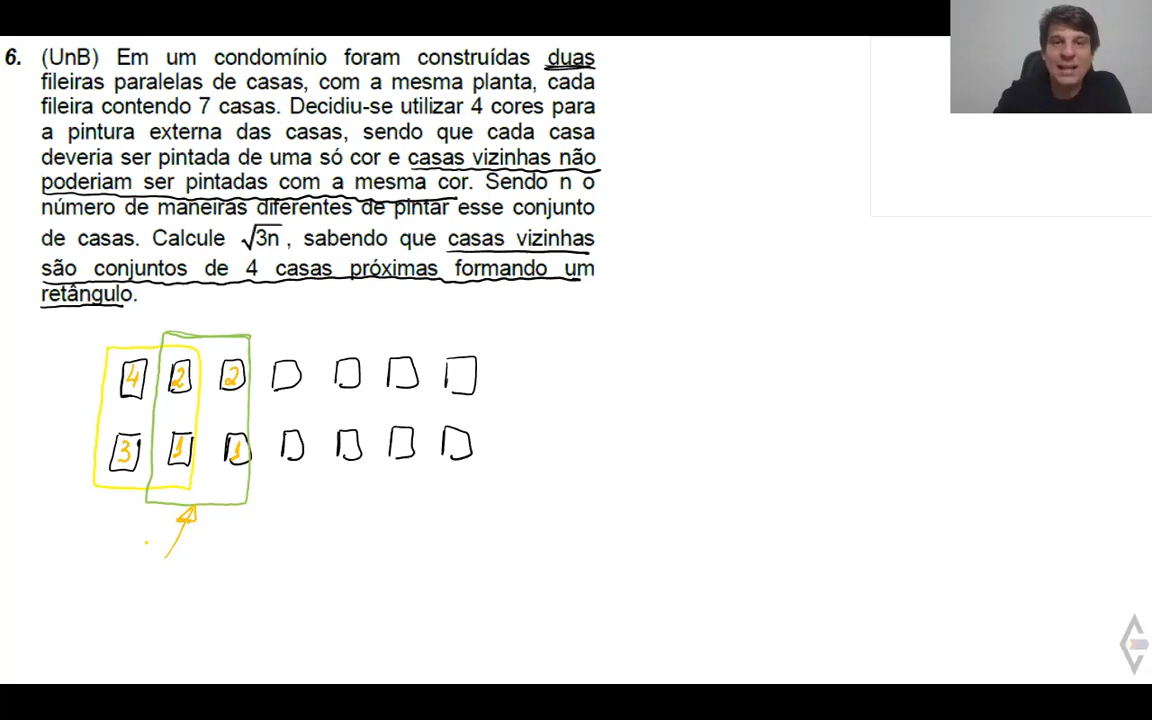 6. (UnB) Em um condomínio foram construídas duas
fileiras paralelas de casas, com a mesma planta, cada
fileira contendo 7 casas. Decidiu-se utilizar 4 cores para
a pintura externa das casas, sendo que cada casa
deveria ser pintada de uma só cor e casas vizinhas não
poderiam ser pintadas com a mesma cor. Sendo n o
número de maneiras diferentes de pintar esse conjunto
de casas. Calcule √3n, sabendo que casas vizinhas
são conjuntos de 4 casas próximas formando um
retângulo.
4 2 2
3 1 1